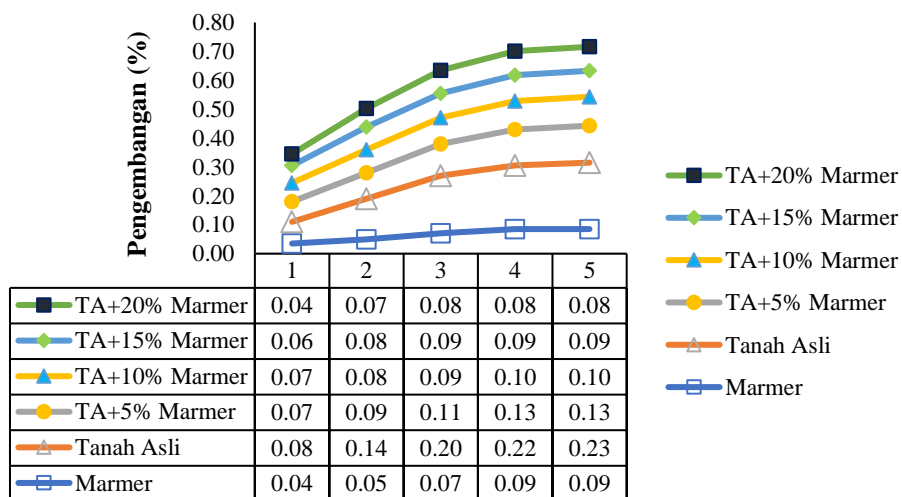 Pengembangan (%)
0.80
0.70
0.60
0.50
0.40
0.30
0.20
0.10
0.00
1 2 3 4 5
TA+20% Marmer 0.04 0.07 0.08 0.08 0.08
TA+15% Marmer 0.06 0.08 0.09 0.09 0.09
TA+10% Marmer 0.07 0.08 0.09 0.10 0.10
TA+5% Marmer 0.07 0.09 0.11 0.13 0.13
Tanah Asli 0.08 0.14 0.20 0.22 0.23
Marmer 0.04 0.05 0.07 0.09 0.09
TA+20% Marmer
TA+15% Marmer
TA+10% Marmer
TA+5% Marmer
Tanah Asli
Marmer